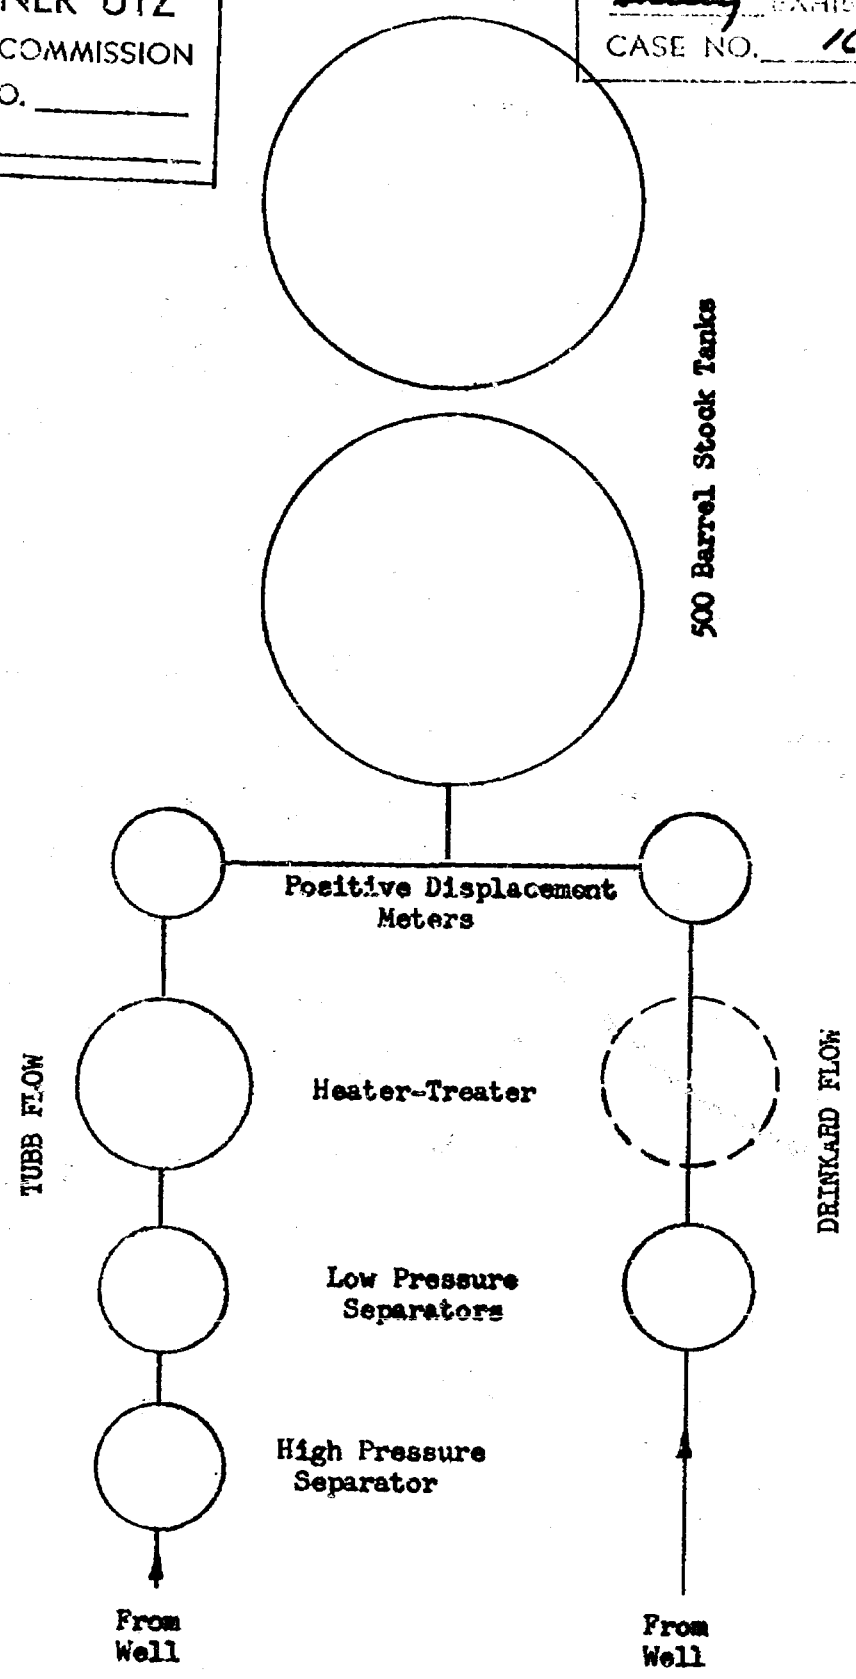 COMMISSION
CASE NO.
500 Barrel Stock Tanks
Positive Displacement
Meters
TUBB FLOW
Heater-Treater
DRINKARD FLOW
Low Pressure
Separators
High Pressure
Separator
From
Well
From
Well